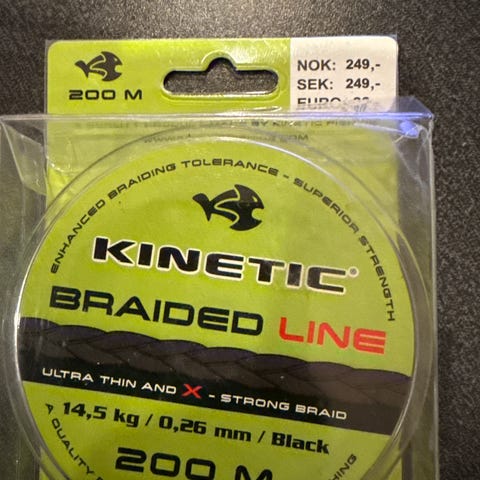 200 M
NOK: 249,-
SEK: 249,-
EURO:
ENHANCED BRAIDING TOLERANCE - SUPERIOR STRENGTH
KINETIC®
BRAIDED LINE
ULTRA THIN AND X - STRONG BRAID
14,5 kg / 0,26 mm / Black
200 M